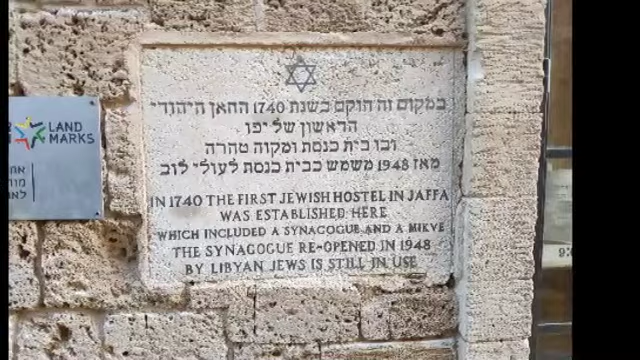 במקום זה הוקם בשנת 1740 החאן היהודי
הראשון של יפו
ובו בית כנסת ומקוה טהרה
מאז 1948 משמש כבית כנסת לעולי לוב
IN 1740 THE FIRST JEWISH HOSTEL IN JAFFA
WAS ESTABLISHED HERE
WHICH INCLUDED A SYNAGOGUE AND A MIKVE
THE SYNAGOGUE RE-OPENED IN 1948
BY LIBYAN JEWS IS STILL IN USE
LAND
MARKS